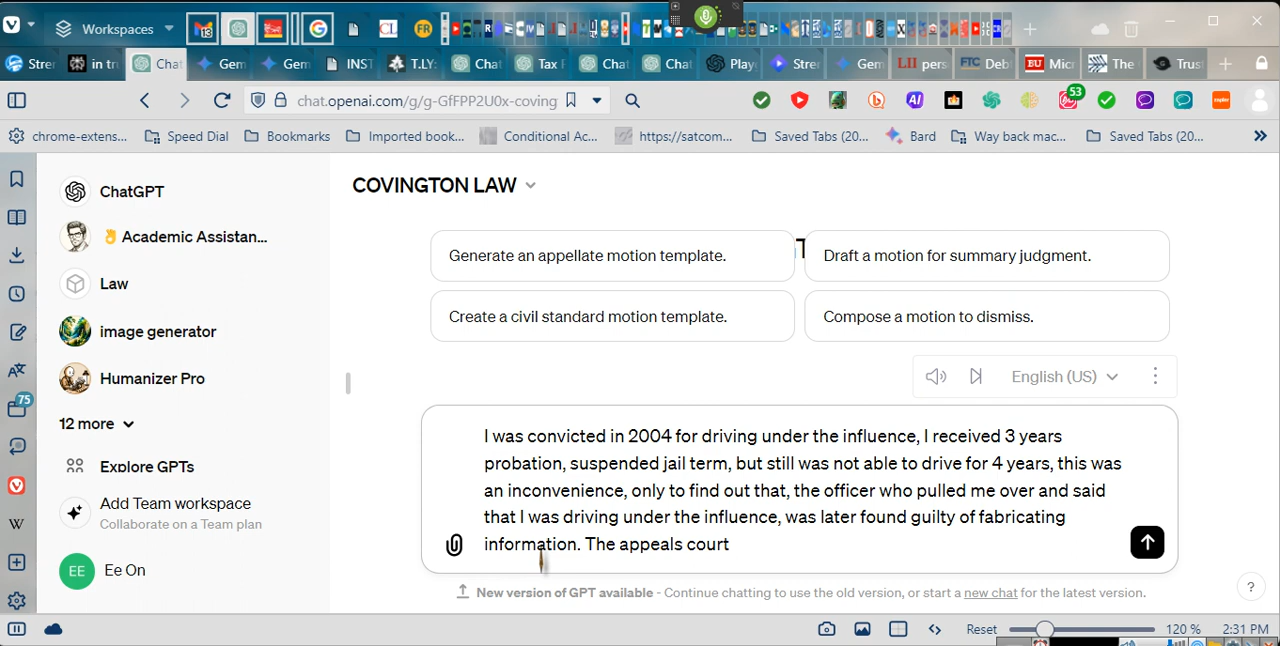 Workspaces
13
CL
FR
Strer
in tr
Chat
Gem
Gem
INST
T.LY:
Chat
Tax F
Chat
Chat
Play
Stre
Gem
LII pers
FTC Deb
BU Micr
The
Trust
chat.openai.com/g/g-GfFPP2U0x-coving
AI
53
zapier
chrome-extens...
Speed Dial
Bookmarks
Imported book...
Conditional Ac...
https://satcom...
Saved Tabs (20...
Bard
Way back mac...
Saved Tabs (20...
75
W
ChatGPT
👌 Academic Assistan...
Law
image generator
Humanizer Pro
12 more
Explore GPTs
Add Team workspace
Collaborate on a Team plan
EE
Ee On
COVINGTON LAW
T
Generate an appellate motion template.
Draft a motion for summary judgment.
Create a civil standard motion template.
Compose a motion to dismiss.
English (US)
I was convicted in 2004 for driving under the influence, I received 3 years
probation, suspended jail term, but still was not able to drive for 4 years, this was
an inconvenience, only to find out that, the officer who pulled me over and said
that I was driving under the influence, was later found guilty of fabricating
information. The appeals court
New version of GPT available - Continue chatting to use the old version, or start a new chat for the latest version.
?
Reset
120 %
2:31 PM